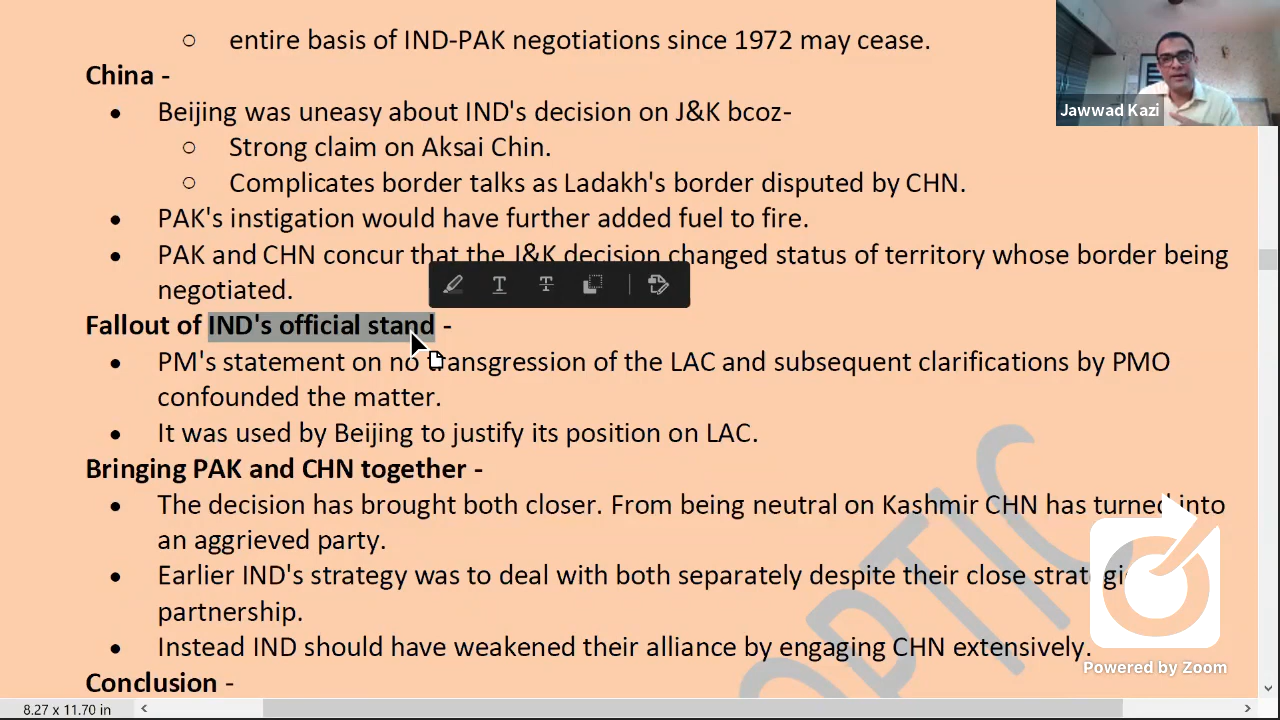 entire basis of IND-PAK negotiations since 1972 may cease.
China -
Beijing was uneasy about IND's decision on J&K bcoz-
Strong claim on Aksai Chin.
Complicates border talks as Ladakh's border disputed by CHN.
PAK's instigation would have further added fuel to fire.
PAK and CHN concur that the J&K decision changed status of territory whose border being
negotiated.
Fallout of IND's official stand -
PM's statement on no transgression of the LAC and subsequent clarifications by PMO
confounded the matter.
It was used by Beijing to justify its position on LAC.
Bringing PAK and CHN together -
The decision has brought both closer. From being neutral on Kashmir CHN has turned into
an aggrieved party.
Earlier IND's strategy was to deal with both separately despite their close strategic
partnership.
Instead IND should have weakened their alliance by engaging CHN extensively.
Conclusion -
Jawwad Kazi
OPTIC
Powered by Zoom
8.27 x 11.70 in